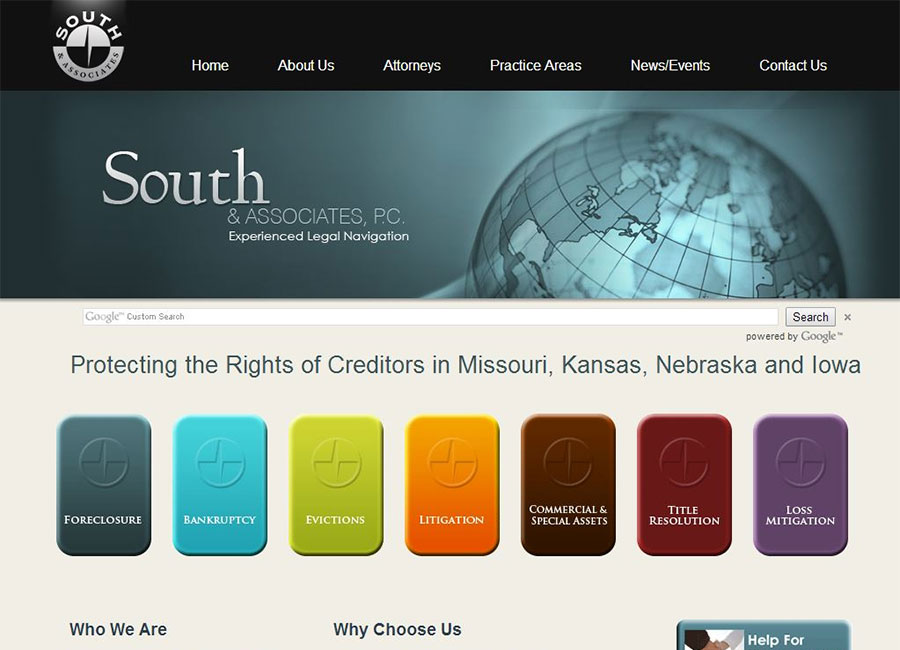 SOUTH
& ASSOCIATES
Home About Us Attorneys Practice Areas News/Events Contact Us
South
& ASSOCIATES, P.C.
Experienced Legal Navigation
Google™ Custom Search
Search ×
powered by Google™
Protecting the Rights of Creditors in Missouri, Kansas, Nebraska and Iowa
FORECLOSURE
BANKRUPTCY
EVICTIONS
LITIGATION
COMMERCIAL &
SPECIAL ASSETS
TITLE
RESOLUTION
LOSS
MITIGATION
Who We Are
Why Choose Us
Help For